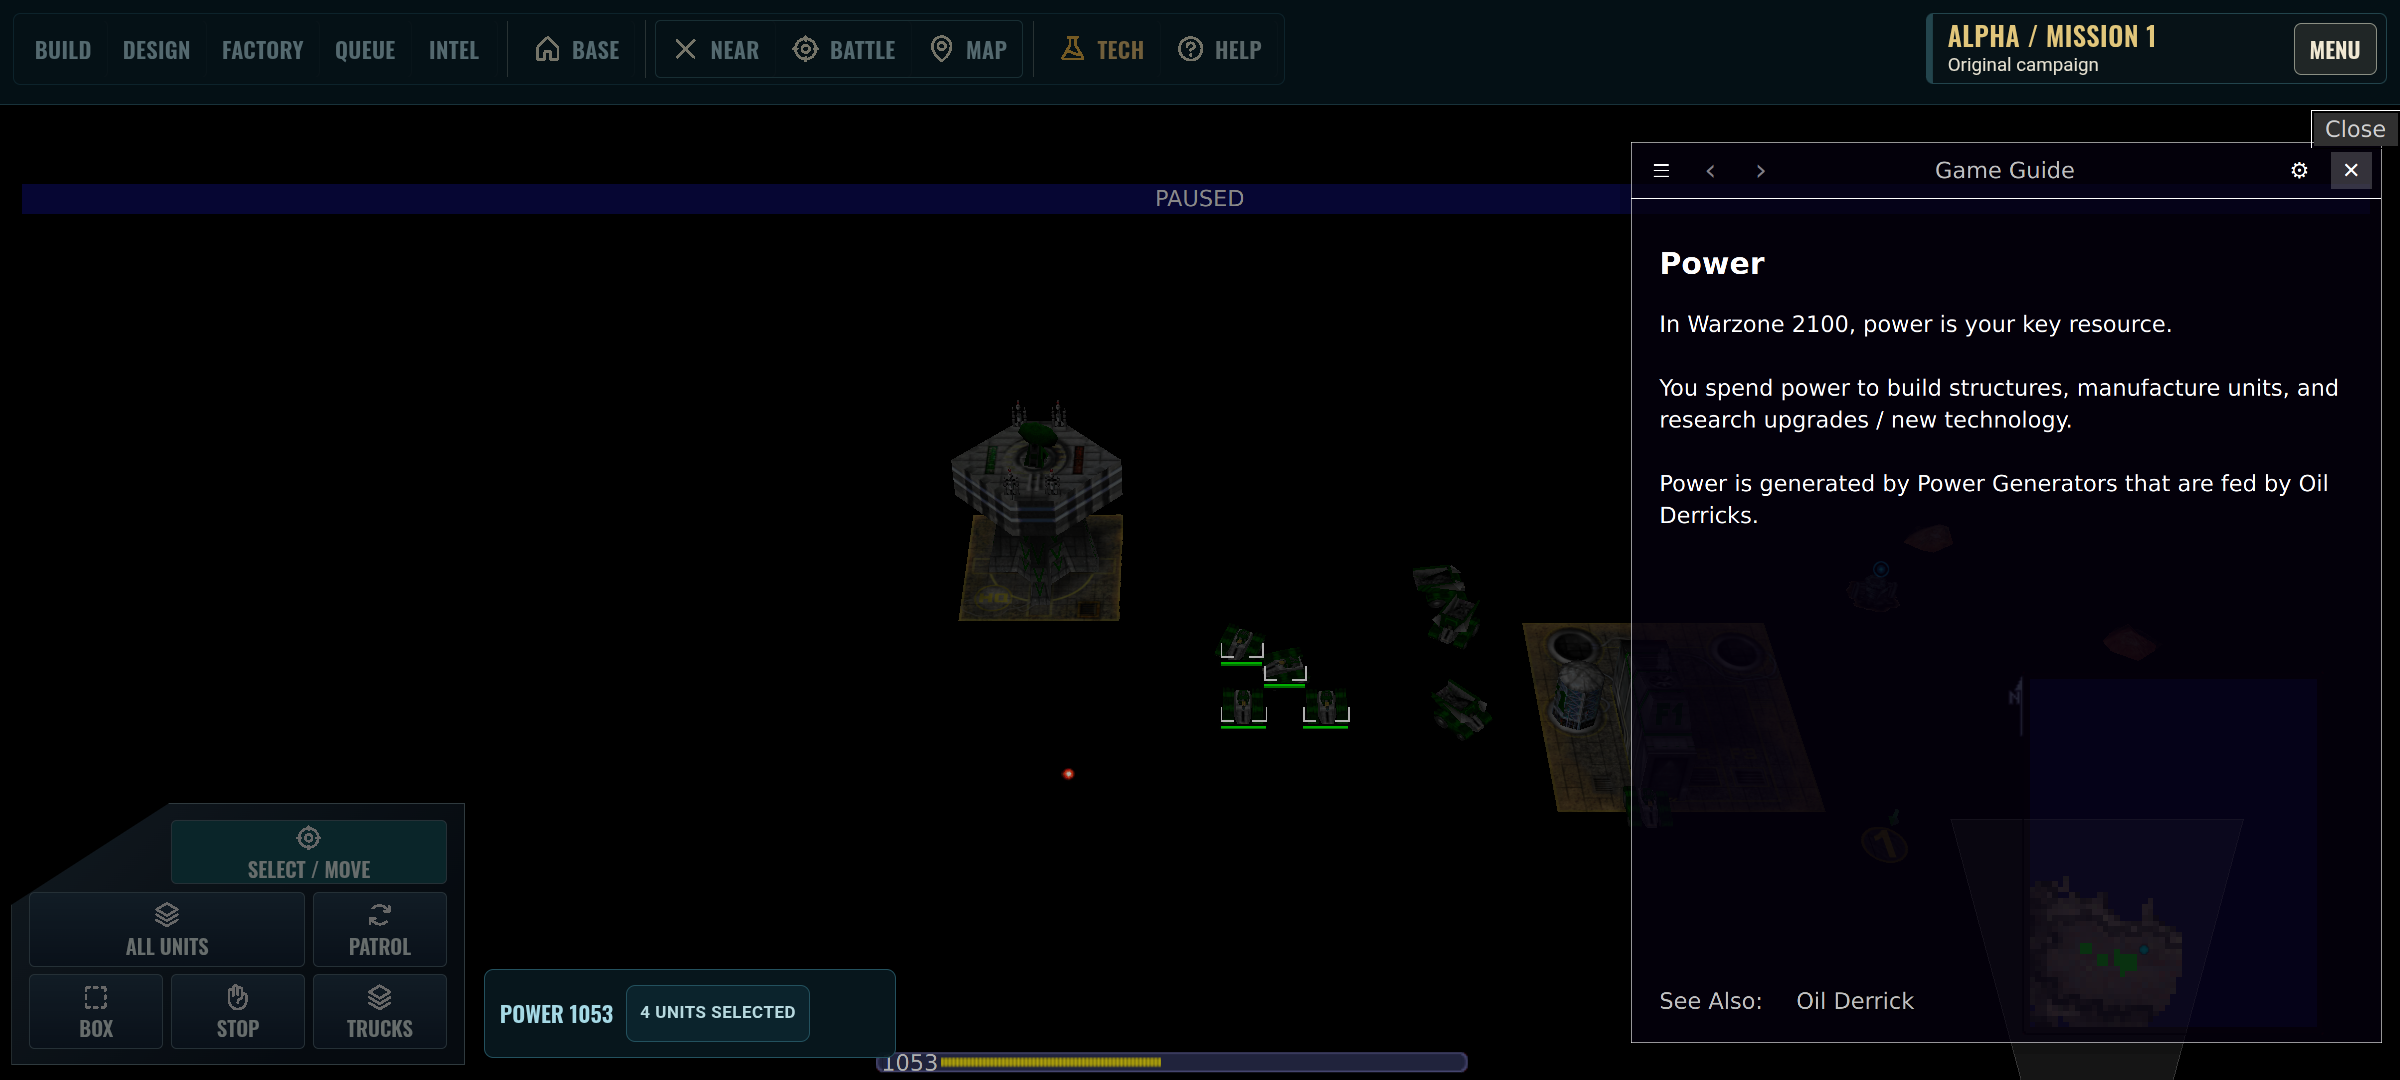 BUILD DESIGN FACTORY QUEUE INTEL BASE NEAR BATTLE MAP TECH HELP
ALPHA / MISSION 1
Original campaign
MENU
Close
Game Guide
PAUSED
Power
In Warzone 2100, power is your key resource.
You spend power to build structures, manufacture units, and
research upgrades / new technology.
Power is generated by Power Generators that are fed by Oil
Derricks.
See Also: Oil Derrick
N
SELECT / MOVE
ALL UNITS PATROL
BOX STOP TRUCKS
POWER 1053 4 UNITS SELECTED
1053